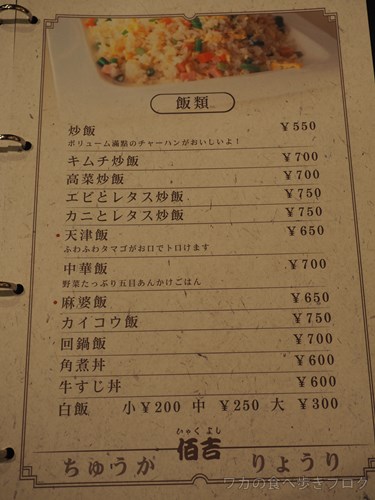 飯類
炒飯 ￥550
ボリューム満點のチャーハンがおいしいよ！
キムチ炒飯 ￥700
高菜炒飯 ￥700
エビとレタス炒飯 ￥750
カニとレタス炒飯 ￥750
天津飯 ￥650
ふわふわタマゴがお口でトロけます
中華飯 ￥700
野菜たっぷり五目あんかけごはん
麻婆飯 ￥650
カイコウ飯 ￥750
回鍋飯 ￥700
角煮丼 ￥600
牛すじ丼 ￥600
白飯 小￥200 中 ￥250 大 ￥300
ひゃく よし
佰吉
ちゅうか りょうり
ワカの食べ歩きブログ